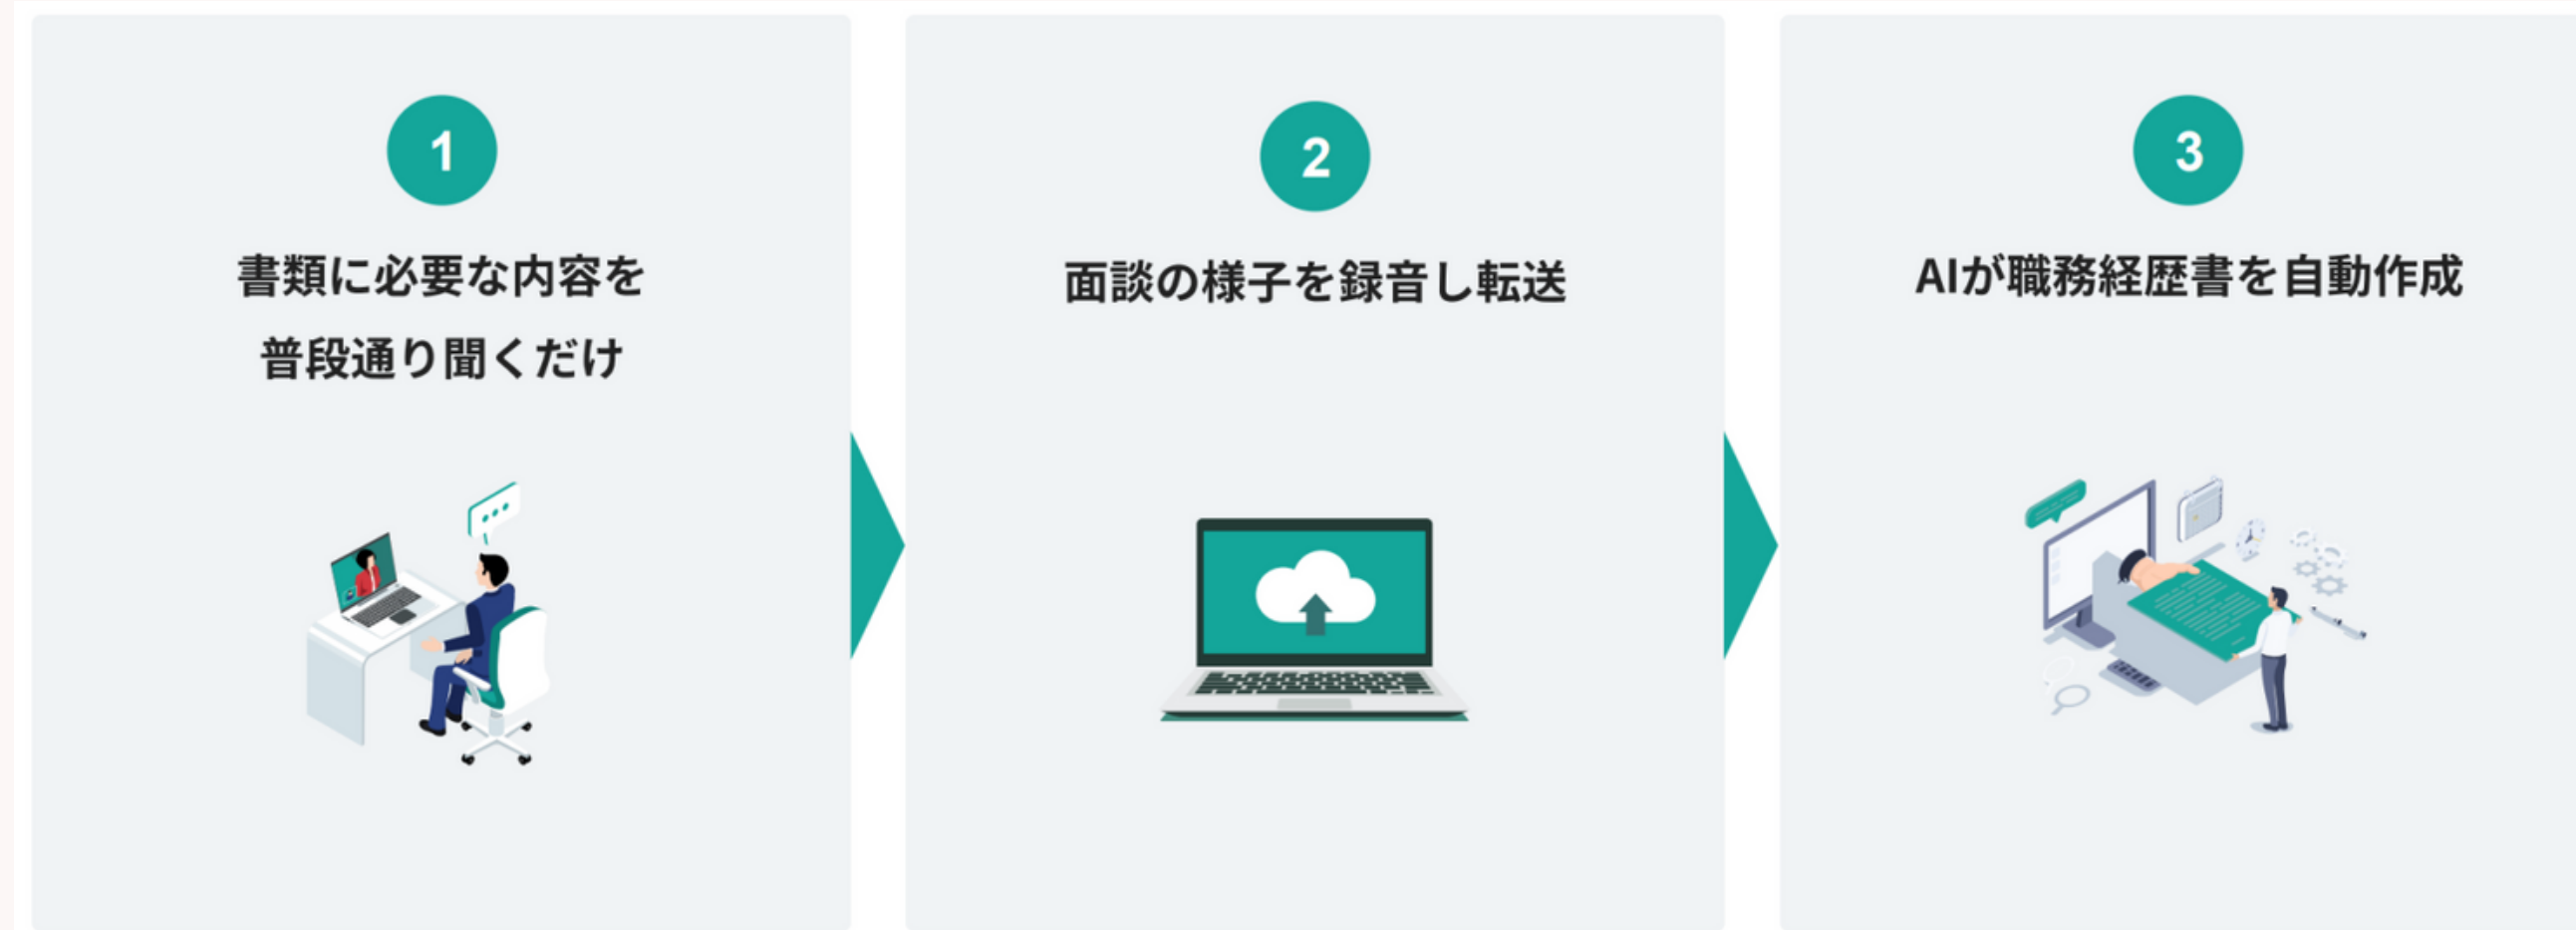 1
書類に必要な内容を
普段通り聞くだけ
2
面談の様子を録音し転送
3
AIが職務経歴書を自動作成